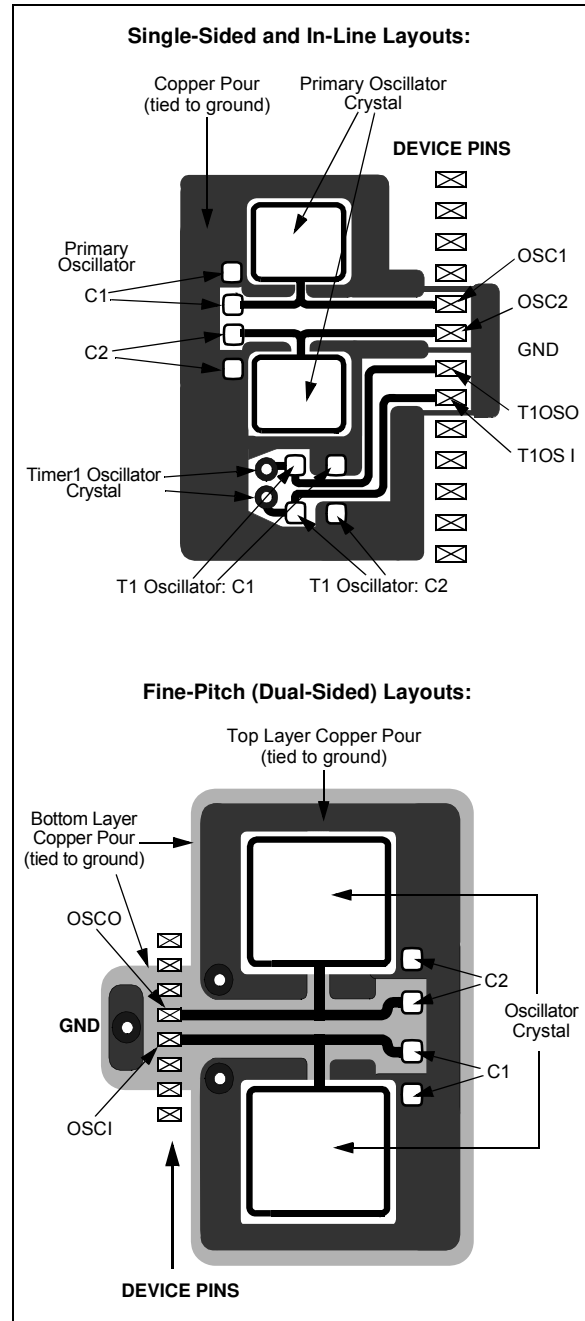 Single-Sided and In-Line Layouts:
Copper Pour
(tied to ground)
Primary Oscillator
Crystal
DEVICE PINS
Primary
Oscillator
C1
C2
OSC1
OSC2
GND
T1OSO
T1OS I
Timer1 Oscillator
Crystal
T1 Oscillator: C1
T1 Oscillator: C2
Fine-Pitch (Dual-Sided) Layouts:
Top Layer Copper Pour
(tied to ground)
Bottom Layer
Copper Pour
(tied to ground)
OSCO
GND
OSCI
C2
Oscillator
Crystal
C1
DEVICE PINS